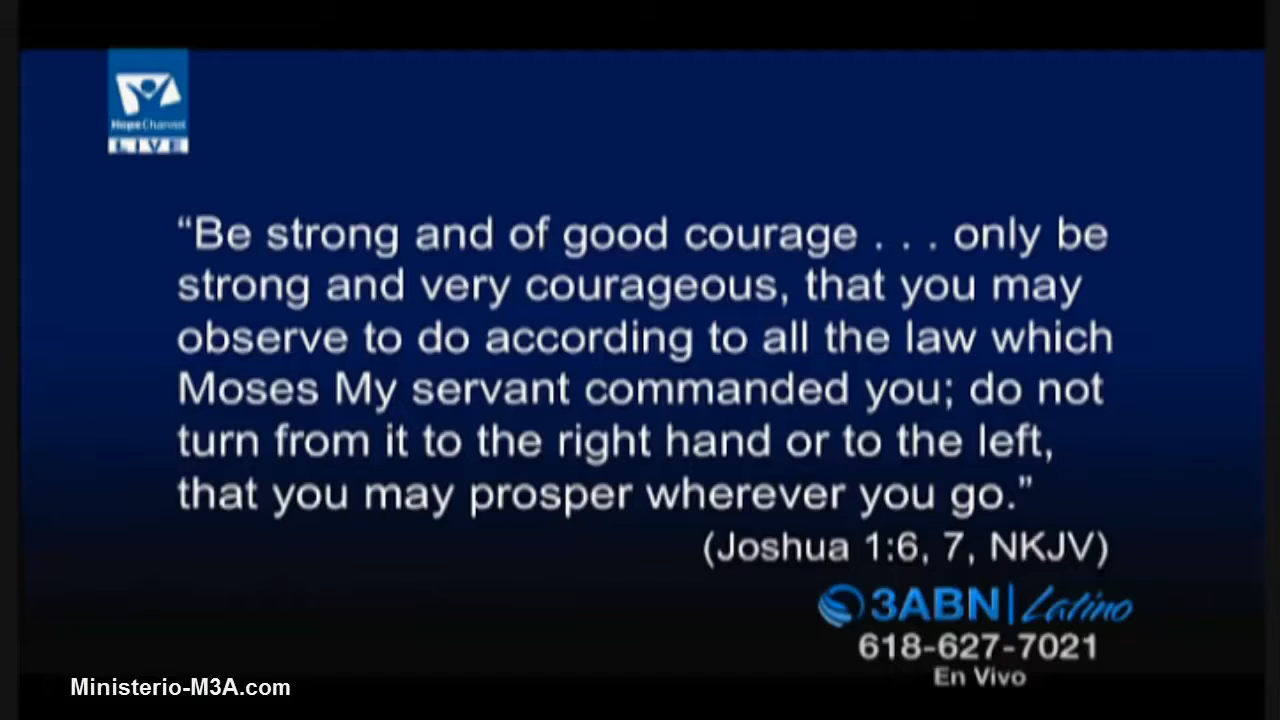 HopeChannel
LIVE
“Be strong and of good courage . . . only be
strong and very courageous, that you may
observe to do according to all the law which
Moses My servant commanded you; do not
turn from it to the right hand or to the left,
that you may prosper wherever you go.”
(Joshua 1:6, 7, NKJV)
3ABN|Latino
618-627-7021
En Vivo
Ministerio-M3A.com